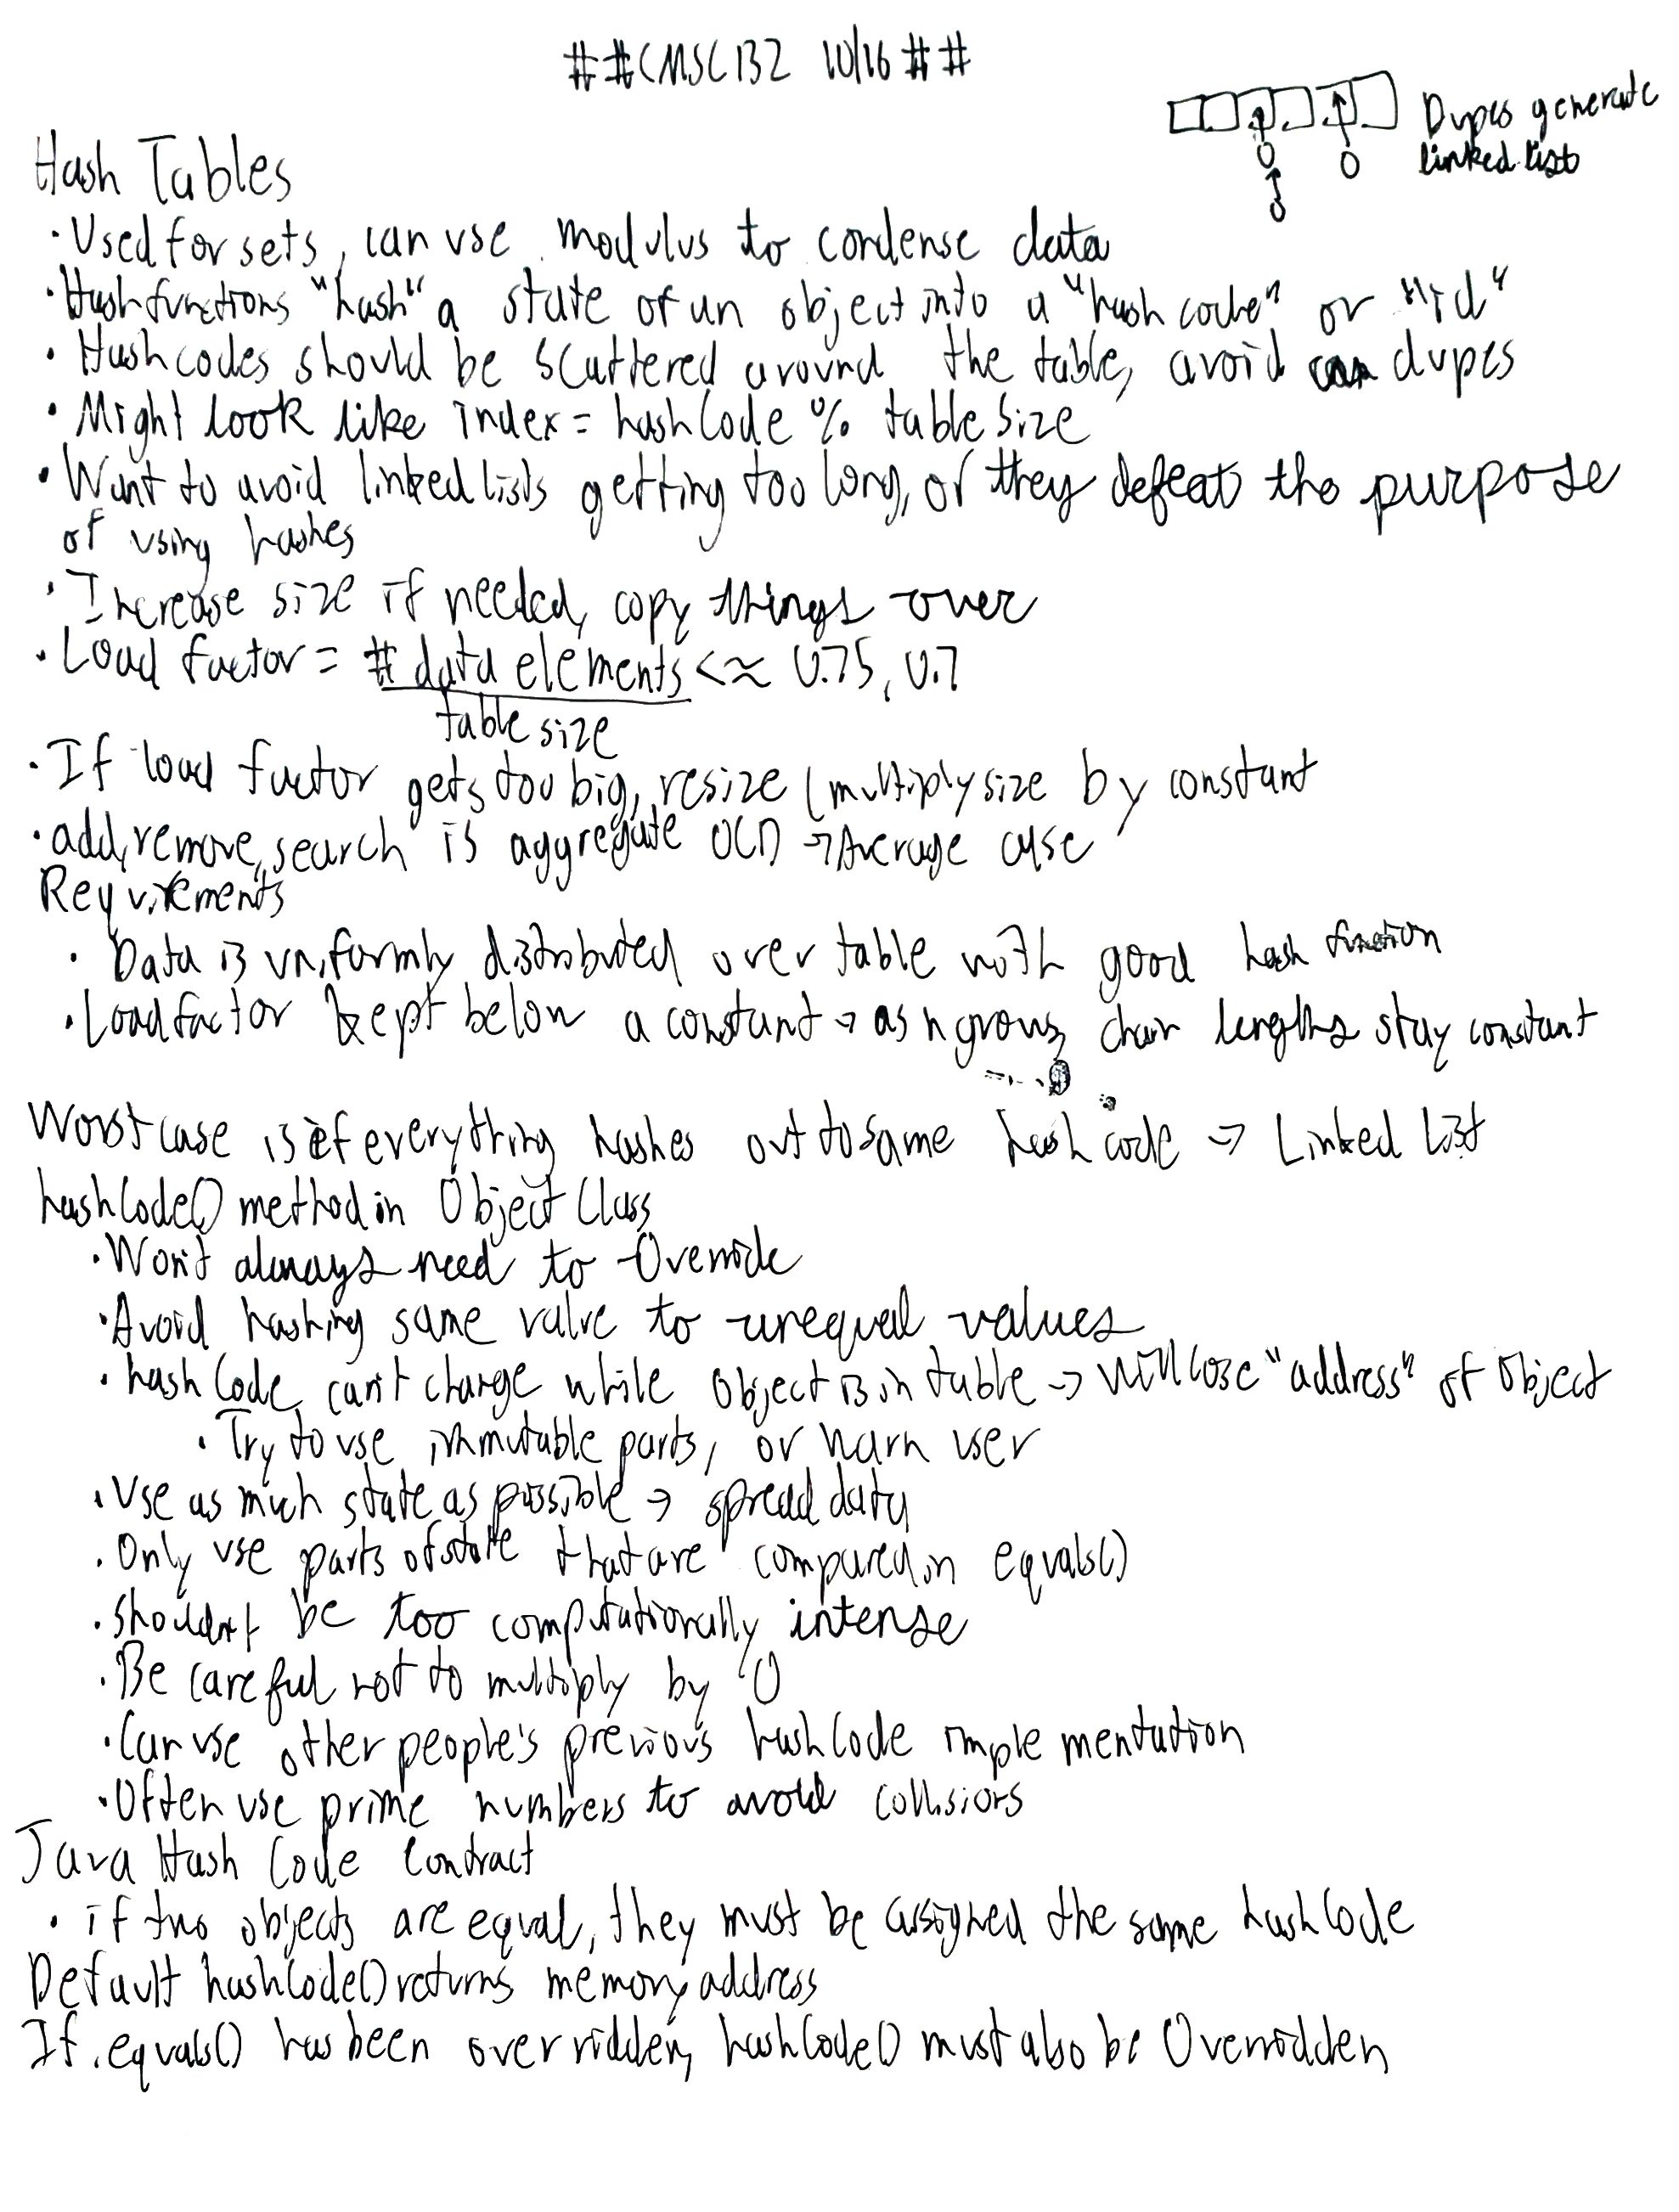 ##CMSC132 10/16##
Dupes generate
linked list
Hash Tables
· Used for sets, can use modulus to condense data
· Hash functions "hash" a state of an object into a "hash code" or "id"
· Hash codes should be scattered around the table, avoid dupes
· Might look like index = hashCode % table size
· Want to avoid linked lists getting too long, or they defeat the purpose
of using hashes
· Increase size if needed, copy things over
· Load factor = # data elements <≈ 0.75, 0.7
table size
· If load factor gets too big, resize (multiply size by constant
· add, remove, search is aggregate O(1) → Average case
Requirements
· Data is uniformly distributed over table with good hash function
· Load factor kept below a constant → as n grows, chain lengths stay constant
Worst case is if everything hashes out to same hash code → Linked List
hashCode() method in Object Class
· Won't always need to Override
· Avoid hashing same value to unequal values
· hashCode can't change while object is in table → will lose "address" of object
· Try to use immutable parts, or warn user
· Use as much state as possible → spread data
· Only use parts of state that are compared in equals()
· Shouldn't be too computationally intense
· Be careful not to multiply by 0
· Can use other people's previous hashCode implementation
· Often use prime numbers to avoid collisions
Java Hash Code Contract
· if two objects are equal, they must be assigned the same hashCode
Default hashCode() returns memory address
If .equals() has been overridden, hashCode() must also be Overridden